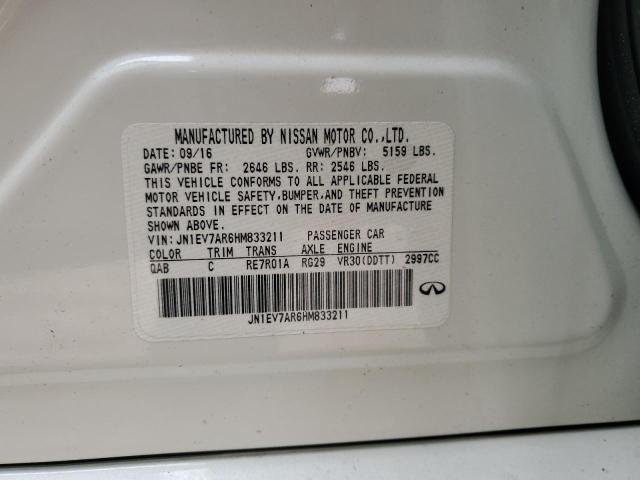 MANUFACTURED BY NISSAN MOTOR CO.,LTD.
DATE: 09/16 GVWR/PNBV: 5159 LBS.
GAWR/PNBE FR: 2646 LBS. RR: 2546 LBS.
THIS VEHICLE CONFORMS TO ALL APPLICABLE FEDERAL
MOTOR VEHICLE SAFETY,BUMPER,AND THEFT PREVENTION
STANDARDS IN EFFECT ON THE DATE OF MANUFACTURE
SHOWN ABOVE.
VIN: JN1EV7AR6HM833211 PASSENGER CAR
COLOR TRIM TRANS AXLE ENGINE
QAB C RE7R01A RG29 VR30(DDTT) 2997CC
JN1EV7AR6HM833211